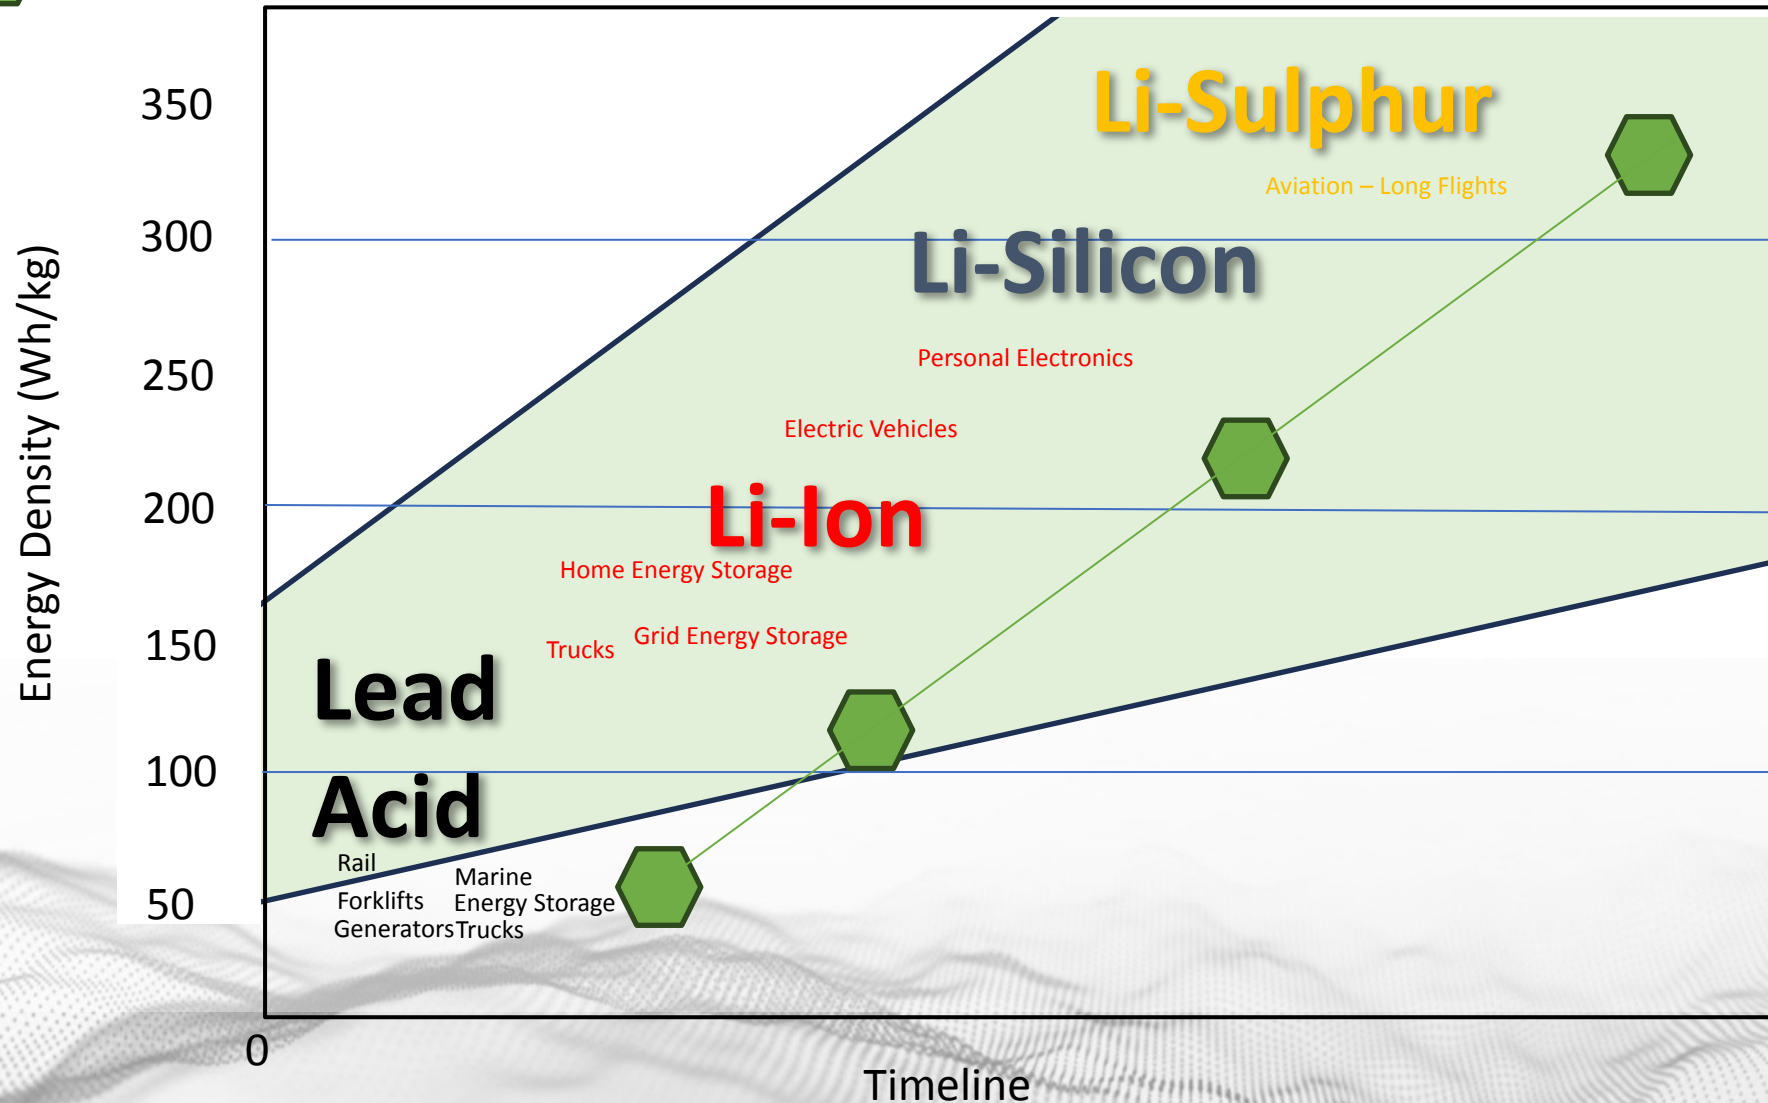 350
Li-Sulphur
Aviation – Long Flights
300
Li-Silicon
250
Personal Electronics
Electric Vehicles
200
Li-Ion
Home Energy Storage
150
Trucks
Grid Energy Storage
Lead
Acid
100
Rail
Marine
Forklifts
Energy Storage
Generators
Trucks
50
0
Timeline
Energy Density (Wh/kg)